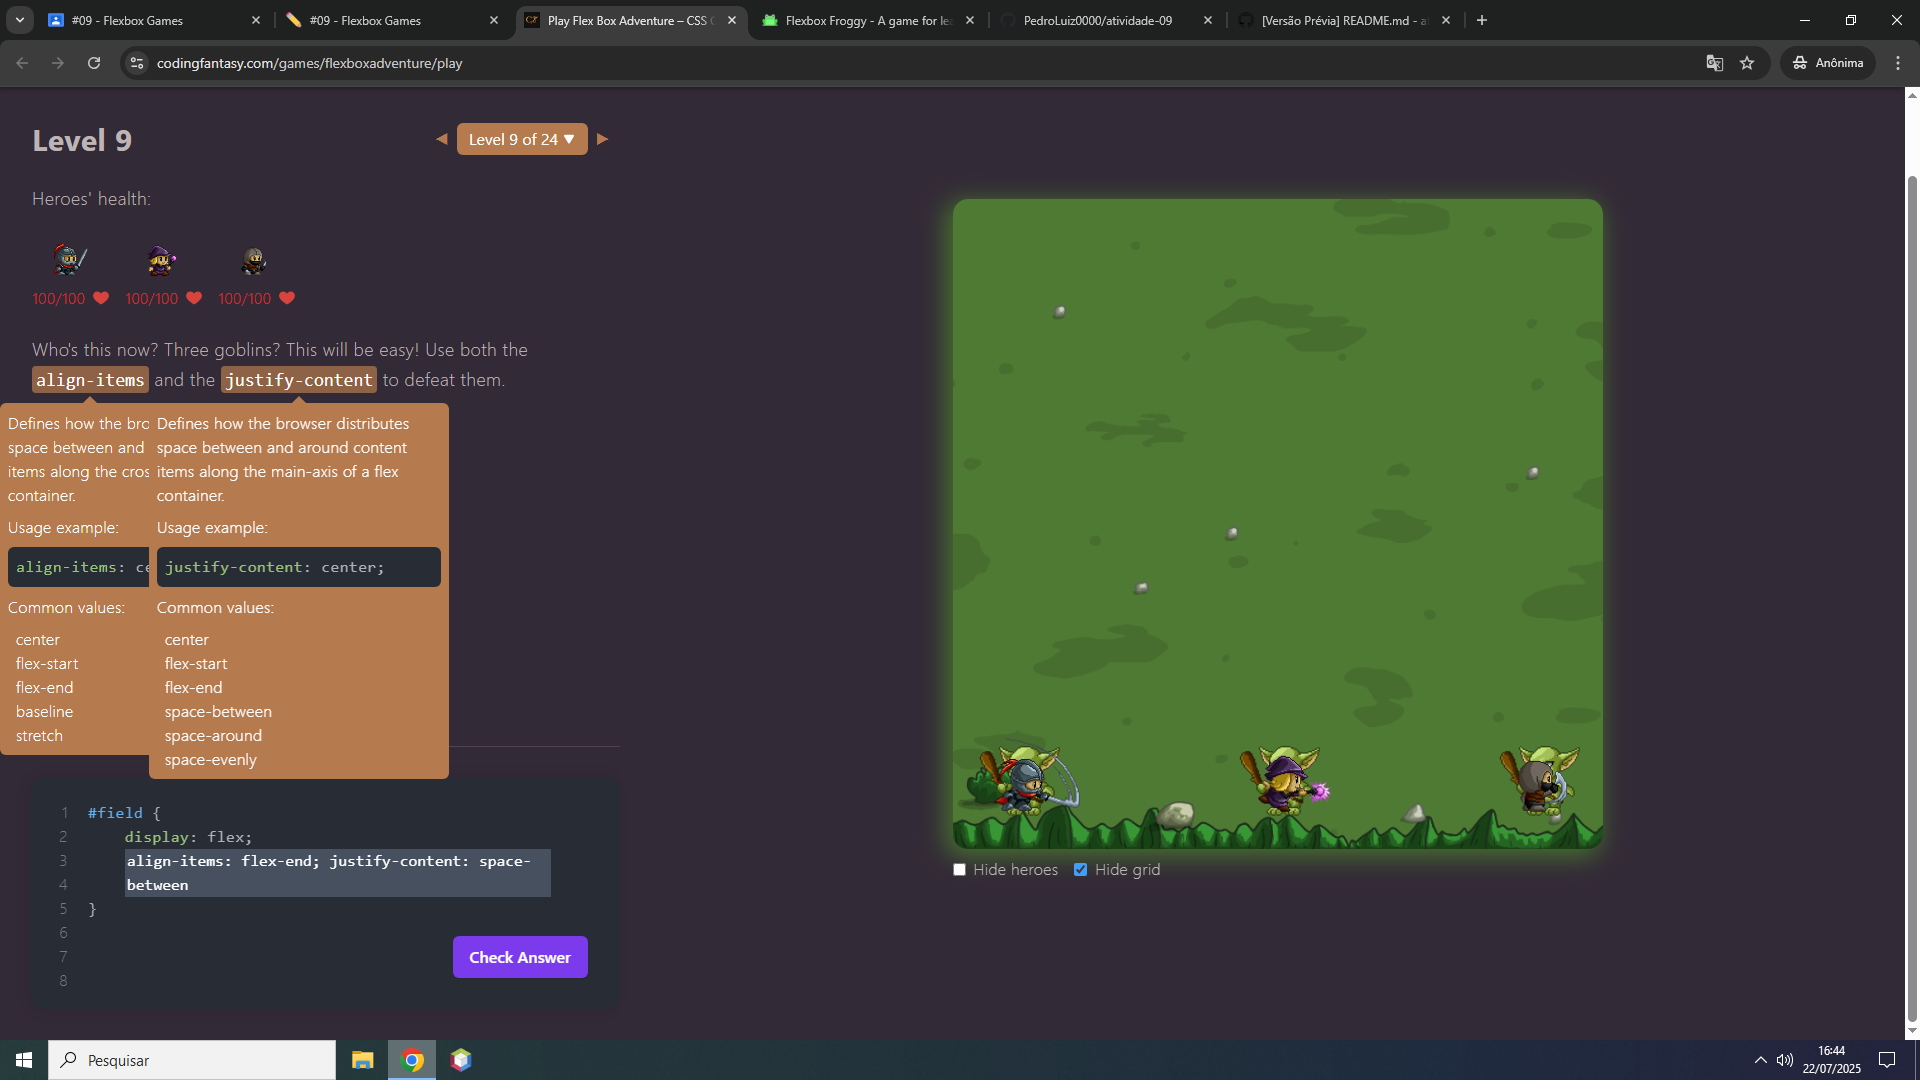 #09 - Flexbox Games
#09 - Flexbox Games
Play Flex Box Adventure – CSS
Flexbox Froggy - A game for le
PedroLuiz0000/atividade-09
[Versão Prévia] README.md - a
codingfantasy.com/games/flexboxadventure/play
Anônima
Level 9
Level 9 of 24 ▼
Heroes' health:
100/100
100/100
100/100
Who's this now? Three goblins? This will be easy! Use both the
align-items and the justify-content to defeat them.
Defines how the bro
space between and
items along the cros
container.
Usage example:
align-items: ce
Common values:
center
flex-start
flex-end
baseline
stretch
Defines how the browser distributes
space between and around content
items along the main-axis of a flex
container.
Usage example:
justify-content: center;
Common values:
center
flex-start
flex-end
space-between
space-around
space-evenly
1 #field {
2 display: flex;
3 align-items: flex-end; justify-content: space-
4 between
5 }
6
7
8
Check Answer
Hide heroes
Hide grid
Pesquisar
16:44
22/07/2025